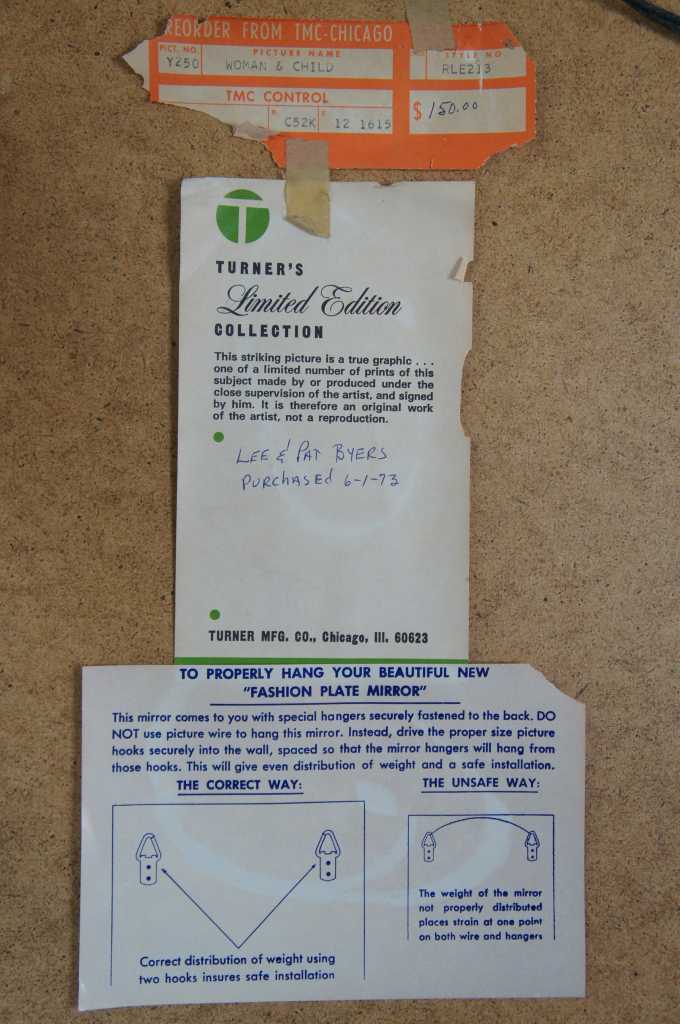 REORDER FROM TMC-CHICAGO
PICT. NO. PICTURE NAME STYLE NO
Y250 WOMAN & CHILD RLE213
TMC CONTROL
$ 150.00
C52K 12 1615
T
TURNER'S
Limited Edition
COLLECTION
This striking picture is a true graphic . . .
one of a limited number of prints of this
subject made by or produced under the
close supervision of the artist, and signed
by him. It is therefore an original work
of the artist, not a reproduction.
LEE & PAT BYERS
PURCHASEd 6-1-73
TURNER MFG. CO., Chicago, Ill. 60623
TO PROPERLY HANG YOUR BEAUTIFUL NEW
"FASHION PLATE MIRROR"
This mirror comes to you with special hangers securely fastened to the back. DO
NOT use picture wire to hang this mirror. Instead, drive the proper size picture
hooks securely into the wall, spaced so that the mirror hangers will hang from
those hooks. This will give even distribution of weight and a safe installation.
THE CORRECT WAY:
Correct distribution of weight using
two hooks insures safe installation
THE UNSAFE WAY:
The weight of the mirror
not properly distributed
places strain at one point
on both wire and hangers